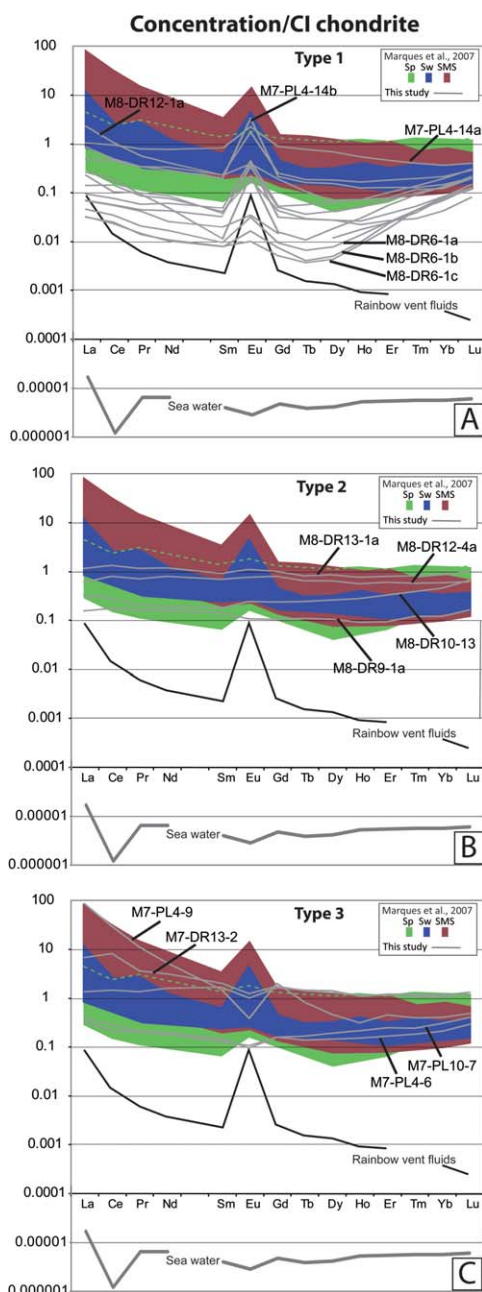 Concentration/CI chondrite
Type 1
Marques et al., 2007
Sp Sw SMS
This study
100
10
1
0.1
0.01
0.001
0.0001
M8-DR12-1a
M7-PL4-14b
M7-PL4-14a
M8-DR6-1a
M8-DR6-1b
M8-DR6-1c
Rainbow vent fluids
La Ce Pr Nd Sm Eu Gd Tb Dy Ho Er Tm Yb Lu
0.00001
0.000001
Sea water
A
Type 2
Marques et al., 2007
Sp Sw SMS
This study
100
10
1
0.1
0.01
0.001
0.0001
M8-DR13-1a
M8-DR12-4a
M8-DR10-13
M8-DR9-1a
Rainbow vent fluids
La Ce Pr Nd Sm Eu Gd Tb Dy Ho Er Tm Yb Lu
0.00001
0.000001
Sea water
B
Type 3
Marques et al., 2007
Sp Sw SMS
This study
100
10
1
0.1
0.01
0.001
0.0001
M7-PL4-9
M7-DR13-2
M7-PL10-7
M7-PL4-6
Rainbow vent fluids
La Ce Pr Nd Sm Eu Gd Tb Dy Ho Er Tm Yb Lu
0.00001
0.000001
Sea water
C